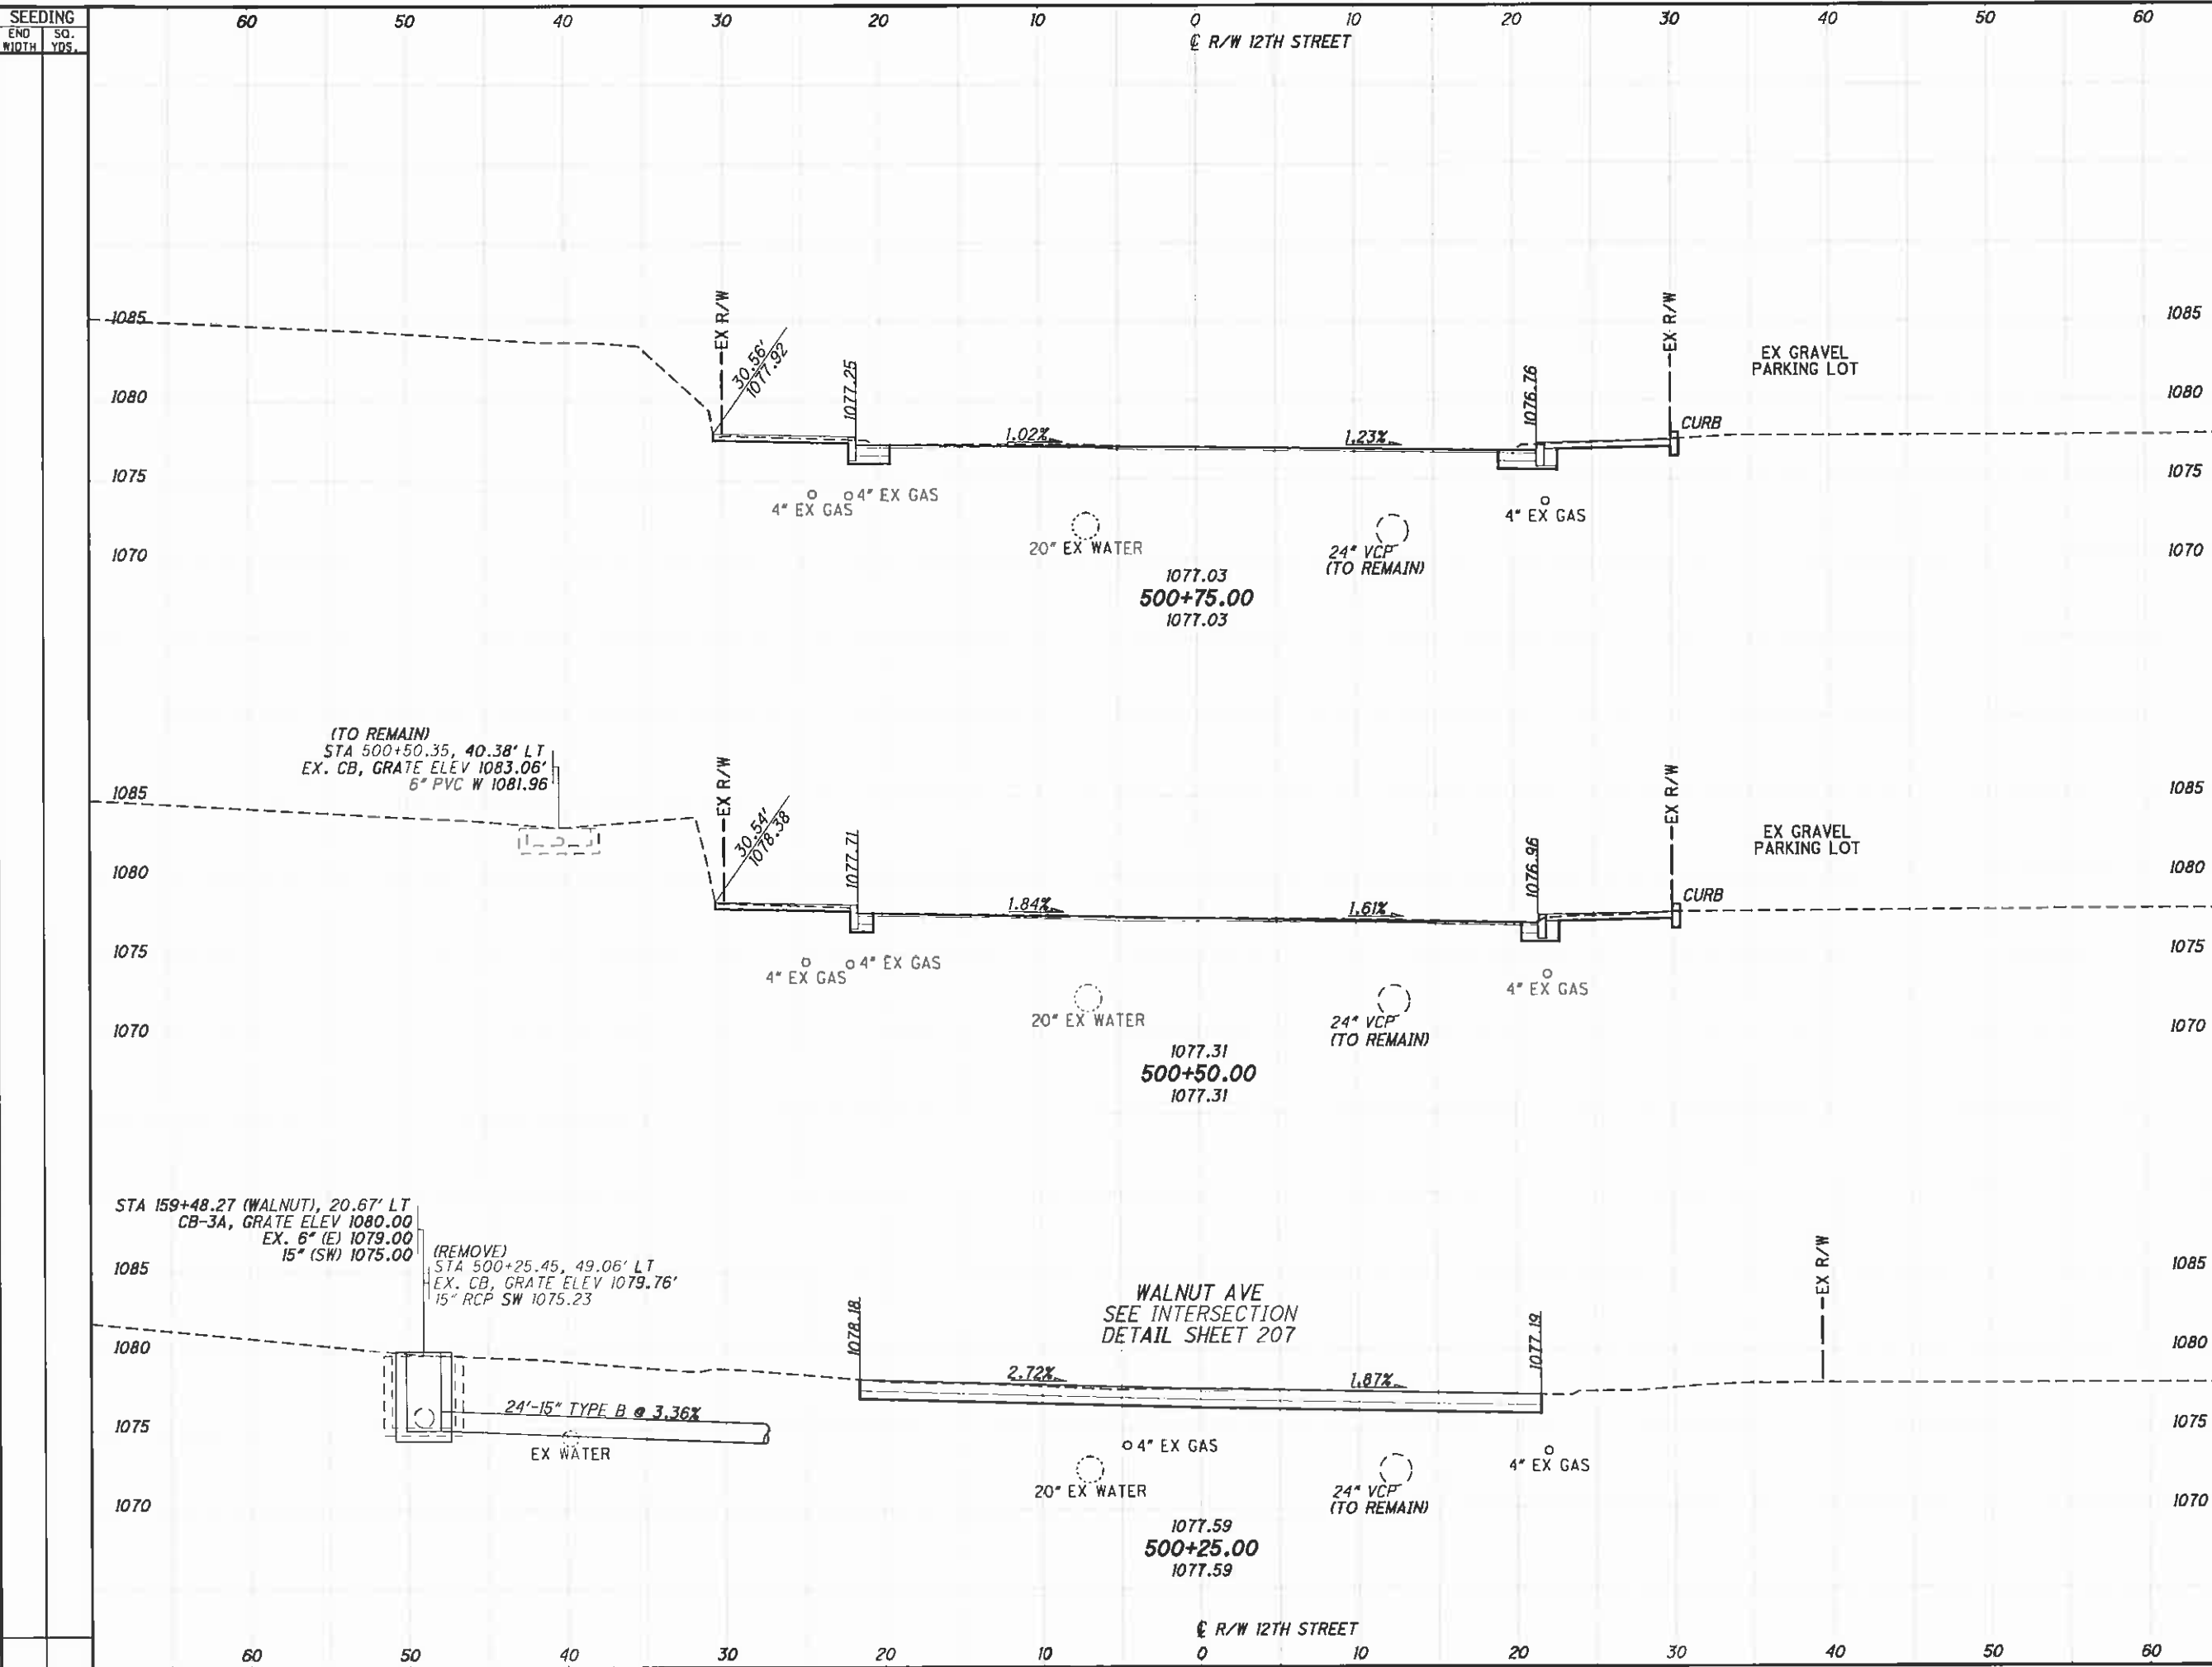 SEEDING
END WIDTH
SQ. YDS.
60 50 40 30 20 10 0 10 20 30 40 50 60
℄ R/W 12TH STREET
1085
1080
1075
1070
EX R/W
30.56'
1077.92
1077.25
1.02%
1.23%
1076.76
EX R/W
CURB
EX GRAVEL
PARKING LOT
1085
1080
1075
1070
4" EX GAS
4" EX GAS
20" EX WATER
24" VCP
(TO REMAIN)
4" EX GAS
1077.03
500+75.00
1077.03
(TO REMAIN)
STA 500+50.35, 40.38' LT
EX. CB, GRATE ELEV 1083.06'
6" PVC W 1081.96
1085
1080
1075
1070
EX R/W
30.54'
1078.38
1077.71
1.84%
1.61%
1076.96
EX R/W
CURB
EX GRAVEL
PARKING LOT
1085
1080
1075
1070
4" EX GAS
4" EX GAS
20" EX WATER
24" VCP
(TO REMAIN)
4" EX GAS
1077.31
500+50.00
1077.31
STA 159+48.27 (WALNUT), 20.67' LT
CB-3A, GRATE ELEV 1080.00
EX. 6" (E) 1079.00
15" (SW) 1075.00
(REMOVE)
STA 500+25.45, 49.06' LT
EX. CB, GRATE ELEV 1079.76'
15" RCP SW 1075.23
1085
1080
1075
1070
24'-15" TYPE B @ 3.36%
EX WATER
1078.18
WALNUT AVE
SEE INTERSECTION
DETAIL SHEET 207
2.72%
1.87%
1077.19
EX R/W
1085
1080
1075
1070
4" EX GAS
20" EX WATER
24" VCP
(TO REMAIN)
4" EX GAS
1077.59
500+25.00
1077.59
℄ R/W 12TH STREET
60 50 40 30 20 10 0 10 20 30 40 50 60